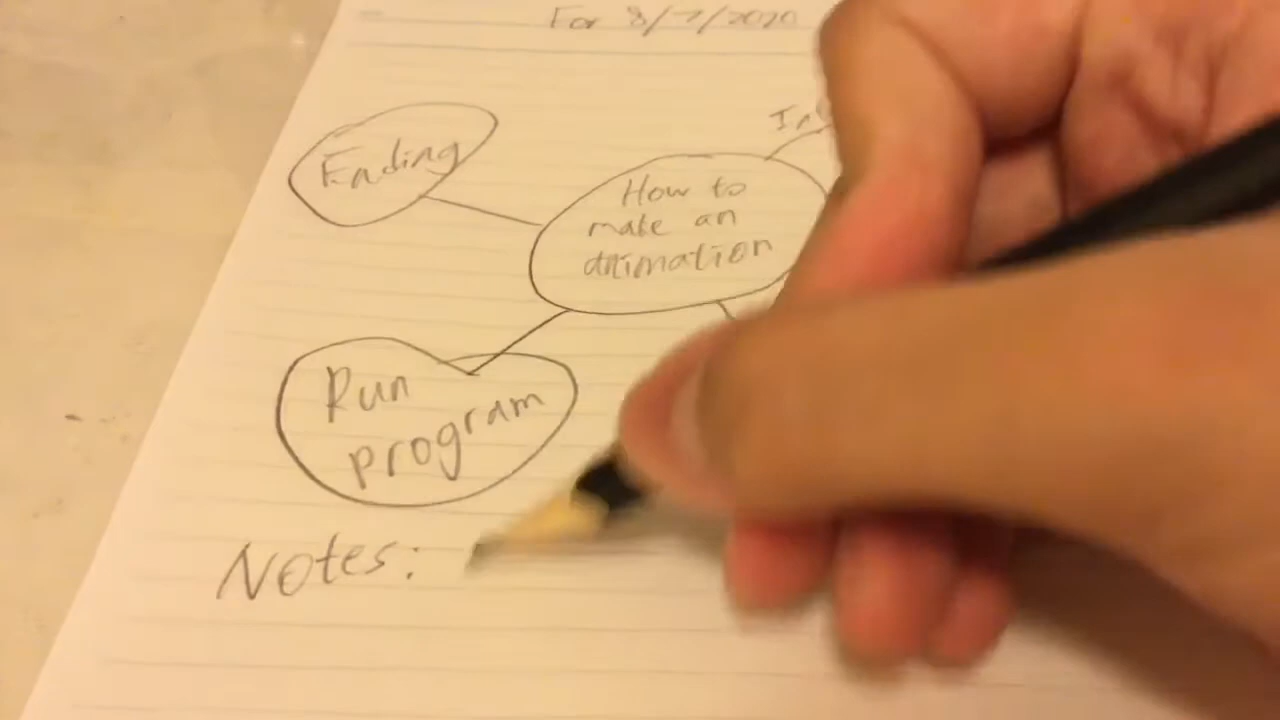 For 8/7/2020
Ending
How to
make an
animation
Run
program
Notes: